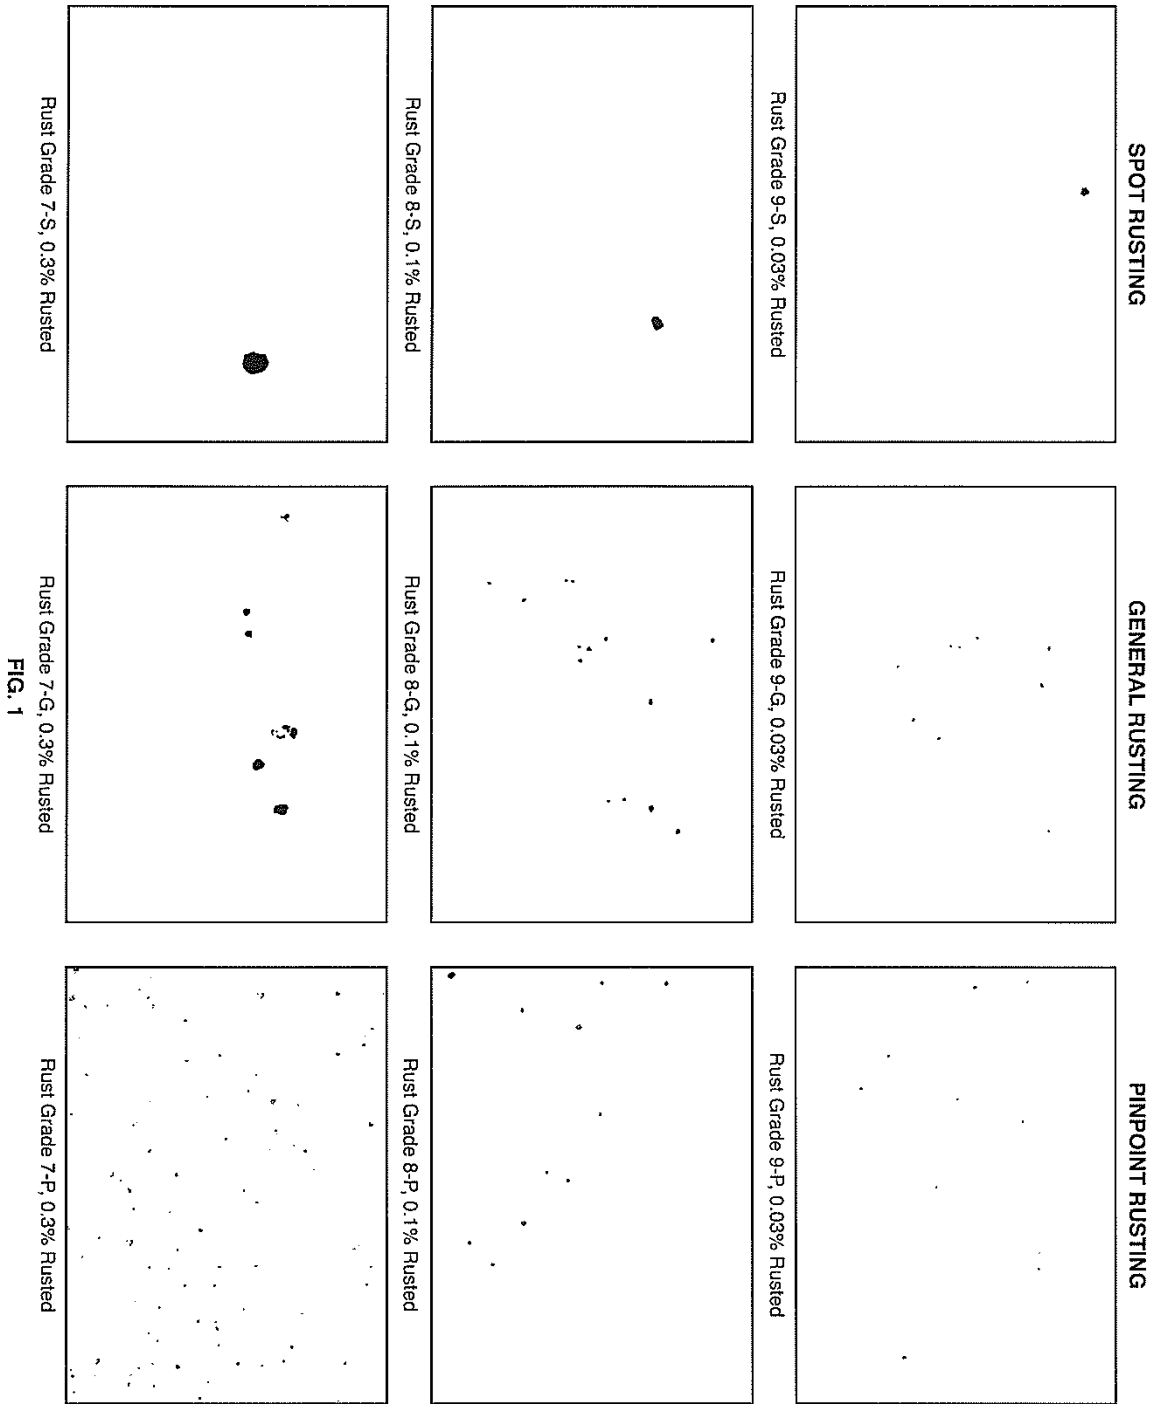 SPOT RUSTING
GENERAL RUSTING
PINPOINT RUSTING
Rust Grade 9-S, 0.03% Rusted
Rust Grade 9-G, 0.03% Rusted
Rust Grade 9-P, 0.03% Rusted
Rust Grade 8-S, 0.1% Rusted
Rust Grade 8-G, 0.1% Rusted
Rust Grade 8-P, 0.1% Rusted
Rust Grade 7-S, 0.3% Rusted
Rust Grade 7-G, 0.3% Rusted
Rust Grade 7-P, 0.3% Rusted
FIG. 1